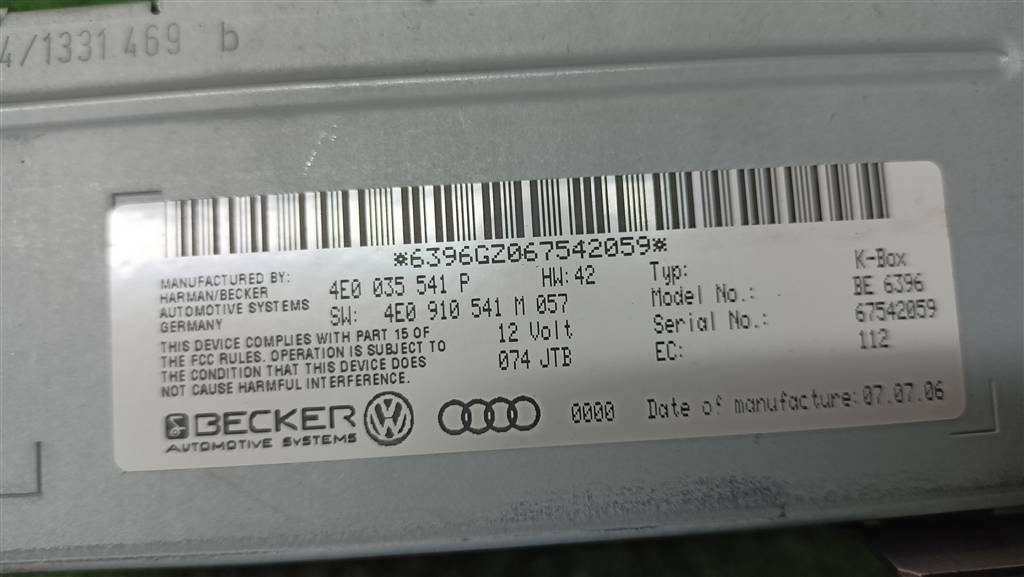 4/1331 469 b
*6396GZ067542059*
MANUFACTURED BY:
HARMAN/BECKER
AUTOMOTIVE SYSTEMS
GERMANY
4E0 035 541 P HW:42
SW: 4E0 910 541 M 057
THIS DEVICE COMPLIES WITH PART 15 OF
THE FCC RULES. OPERATION IS SUBJECT TO
THE CONDITION THAT THIS DEVICE DOES
NOT CAUSE HARMFUL INTERFERENCE.
12 Volt
074 JTB
Typ: K-Box
Model No.: BE 6396
Serial No.: 67542059
EC: 112
BECKER
AUTOMOTIVE SYSTEMS
0000 Date of manufacture: 07.07.06